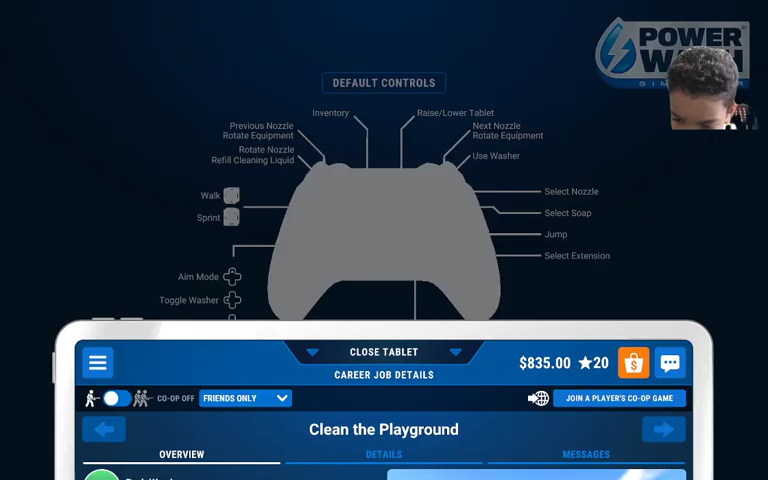 POWER
DEFAULT CONTROLS
Inventory
Raise/Lower Tablet
Previous Nozzle
Rotate Equipment
Next Nozzle
Rotate Equipment
Rotate Nozzle
Refill Cleaning Liquid
Use Washer
Walk
Sprint
Select Nozzle
Select Soap
Jump
Select Extension
Aim Mode
Toggle Washer
CLOSE TABLET
$835.00 ★20
CAREER JOB DETAILS
CO-OP OFF
FRIENDS ONLY
JOIN A PLAYER'S CO-OP GAME
Clean the Playground
OVERVIEW
DETAILS
MESSAGES